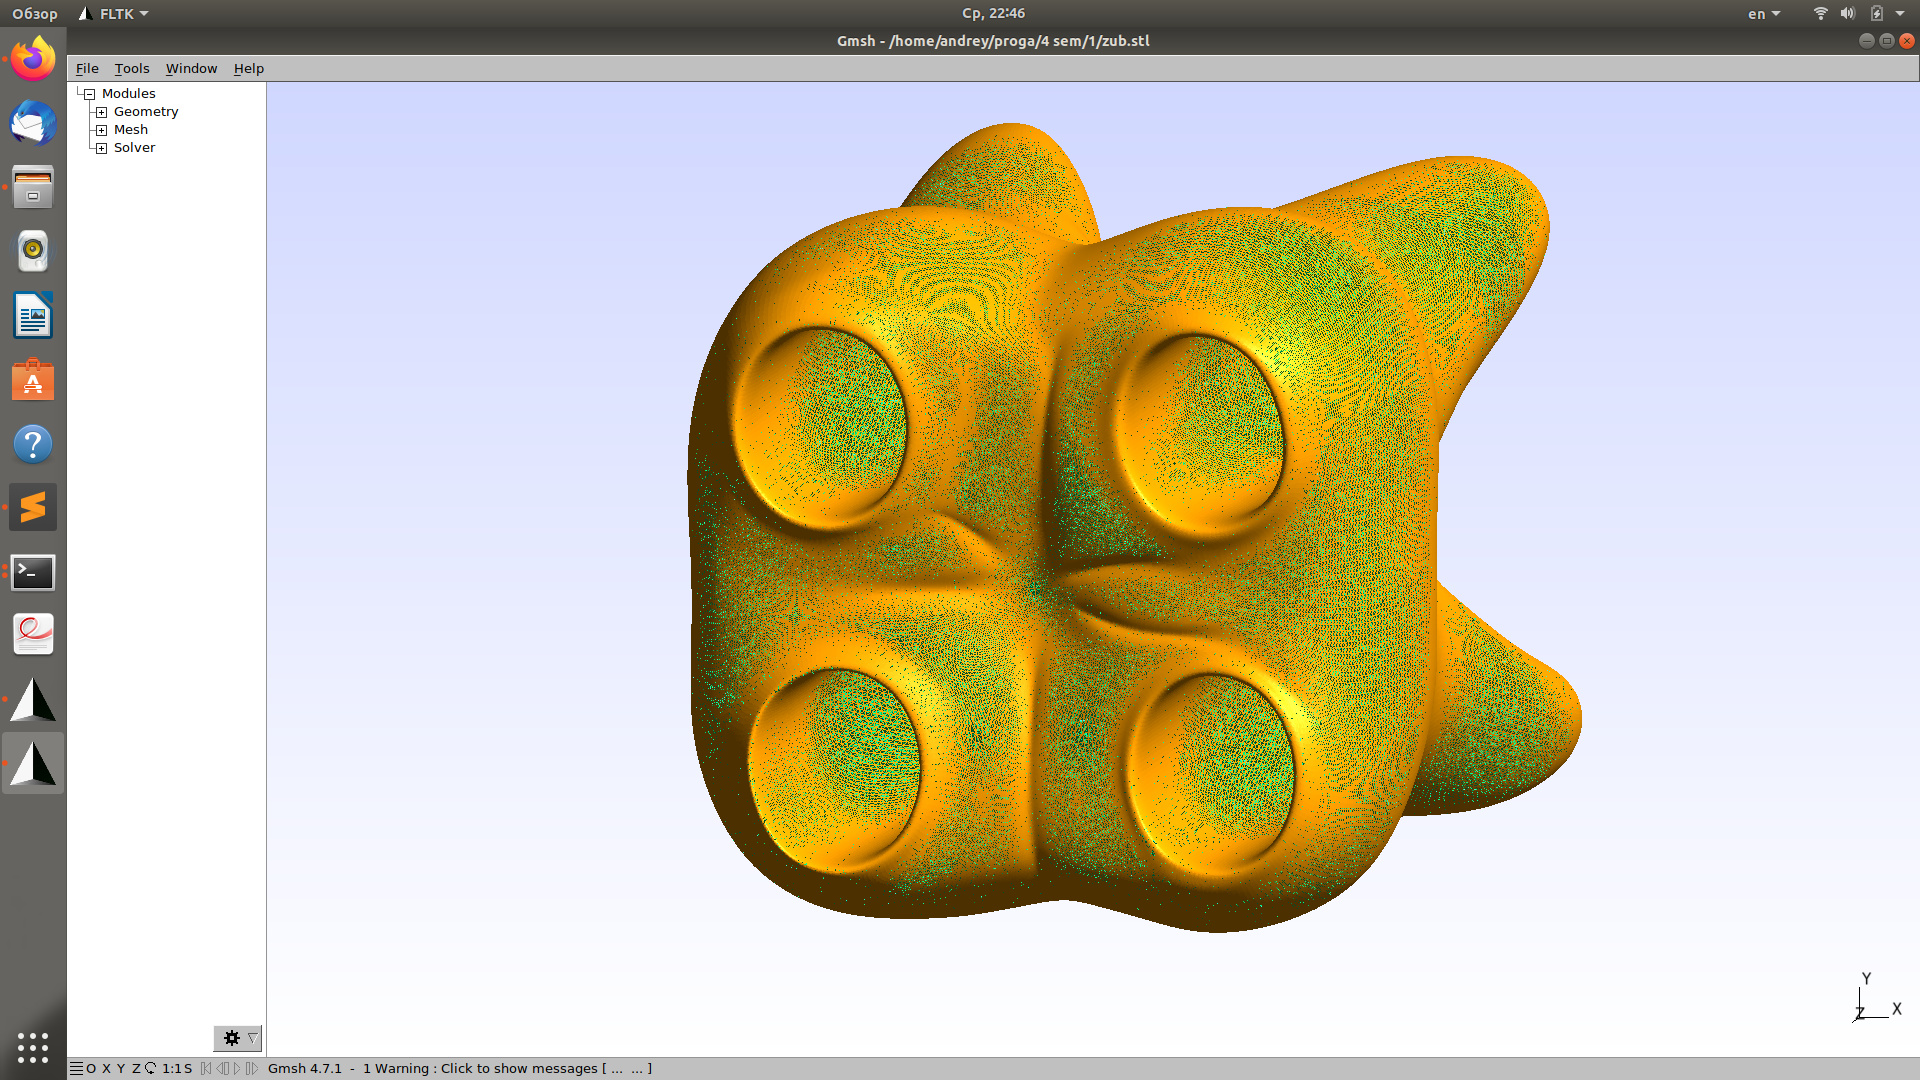 Обзор FLTK Ср, 22:46 en
Gmsh - /home/andrey/proga/4 sem/1/zub.stl
File Tools Window Help
Modules
Geometry
Mesh
Solver
Y
X
Z
O X Y Z 1:1 S Gmsh 4.7.1 - 1 Warning : Click to show messages [ ... ... ]